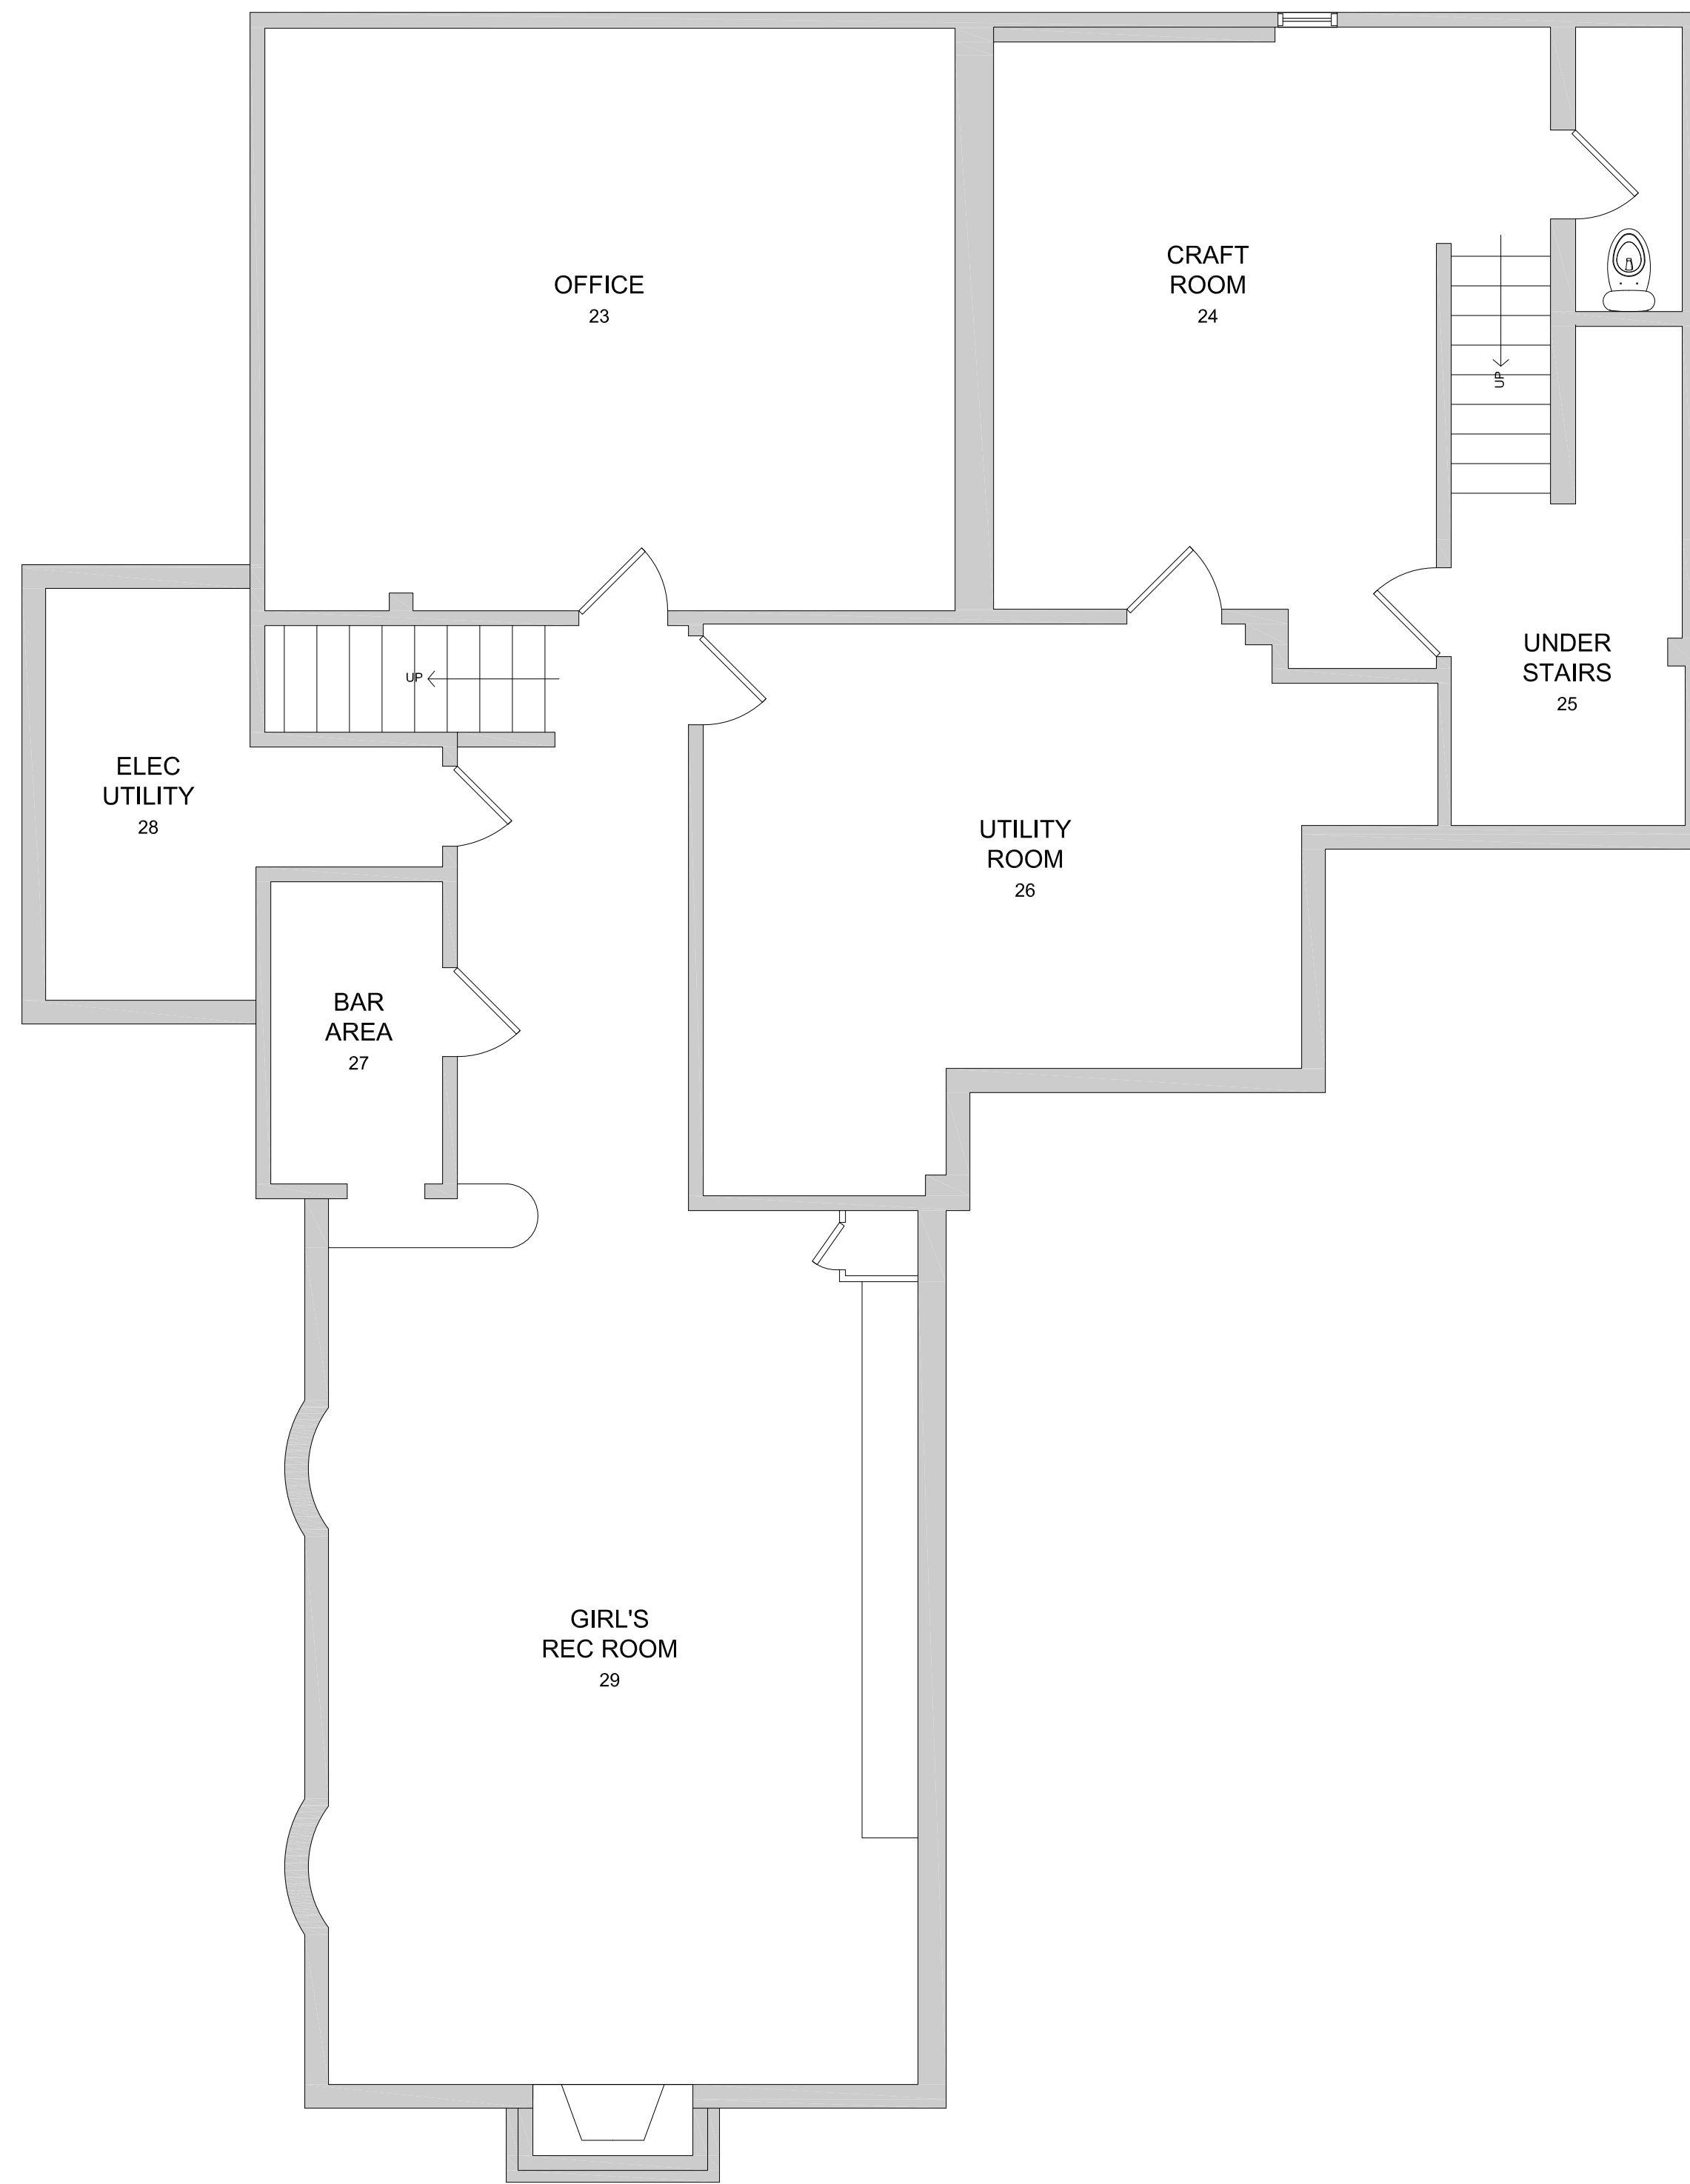 OFFICE
23
CRAFT
ROOM
24
UP
UNDER
STAIRS
25
UP
ELEC
UTILITY
28
UTILITY
ROOM
26
BAR
AREA
27
GIRL'S
REC ROOM
29